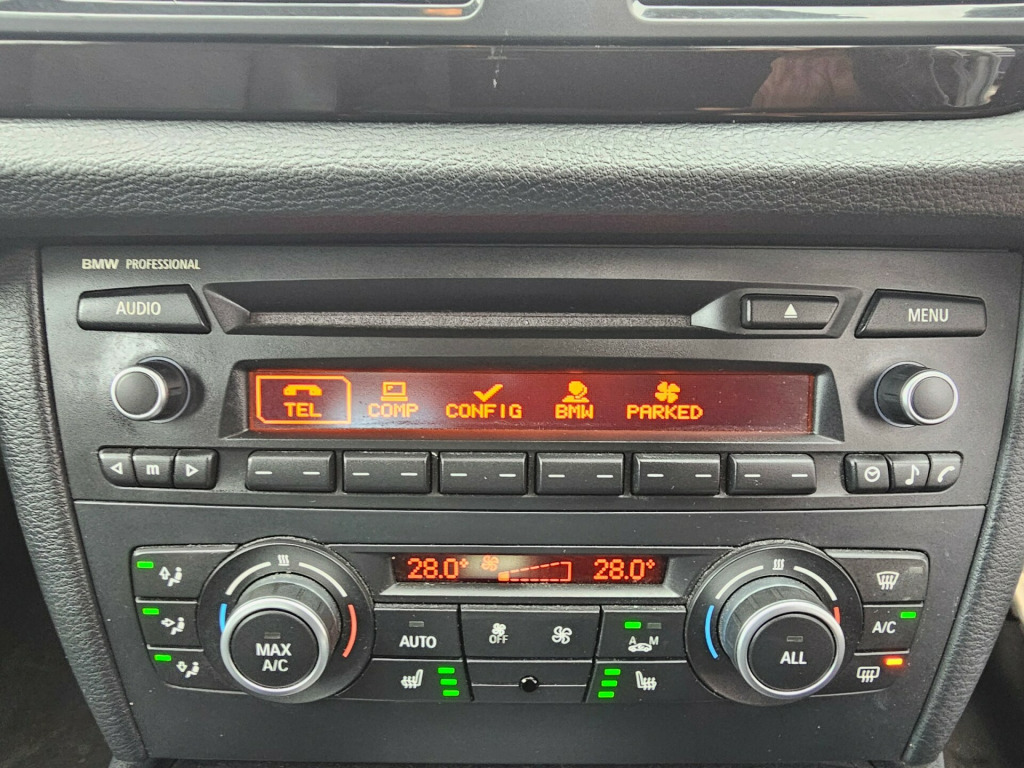 BMW PROFESSIONAL
AUDIO
MENU
TEL COMP CONFIG BMW PARKED
m
28.0° 28.0°
MAX
A/C
AUTO
OFF
A M
ALL
A/C